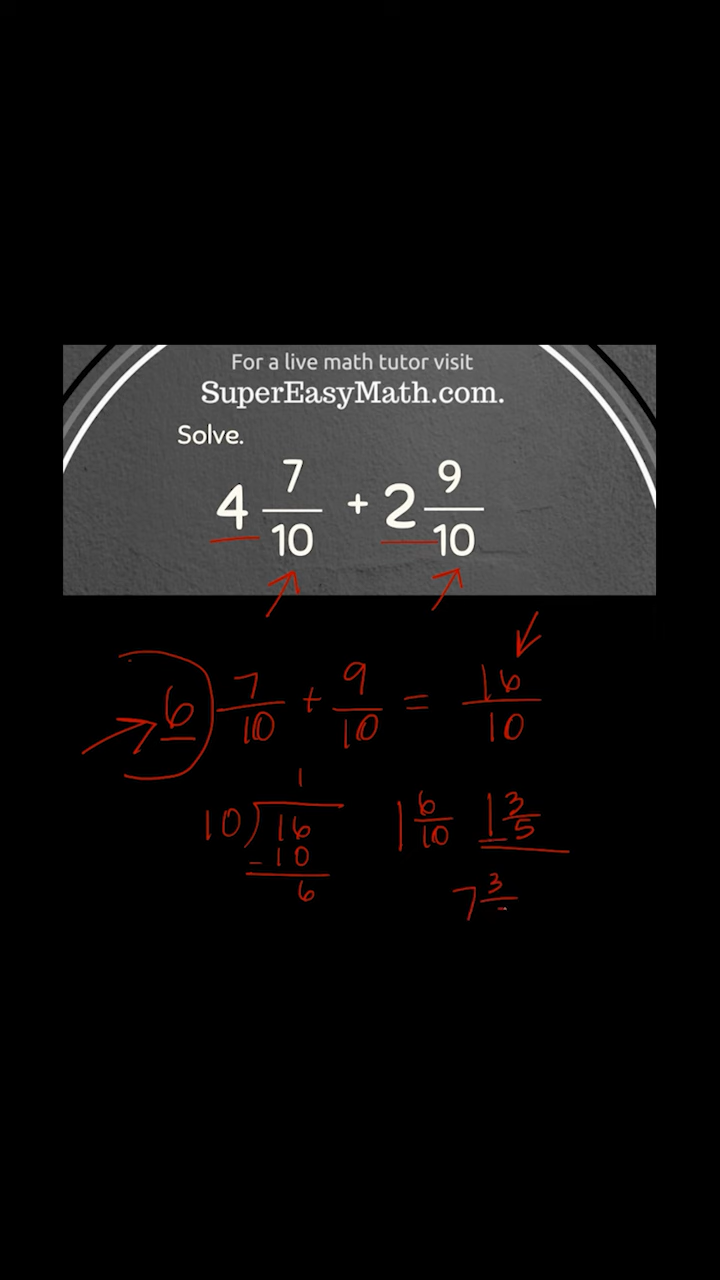 For a live math tutor visit
SuperEasyMath.com.
Solve.
4 7/10 + 2 9/10
6 7/10 + 9/10 = 16/10
1
10)16 1 6/10 1 3/5
-10
6 7 3/